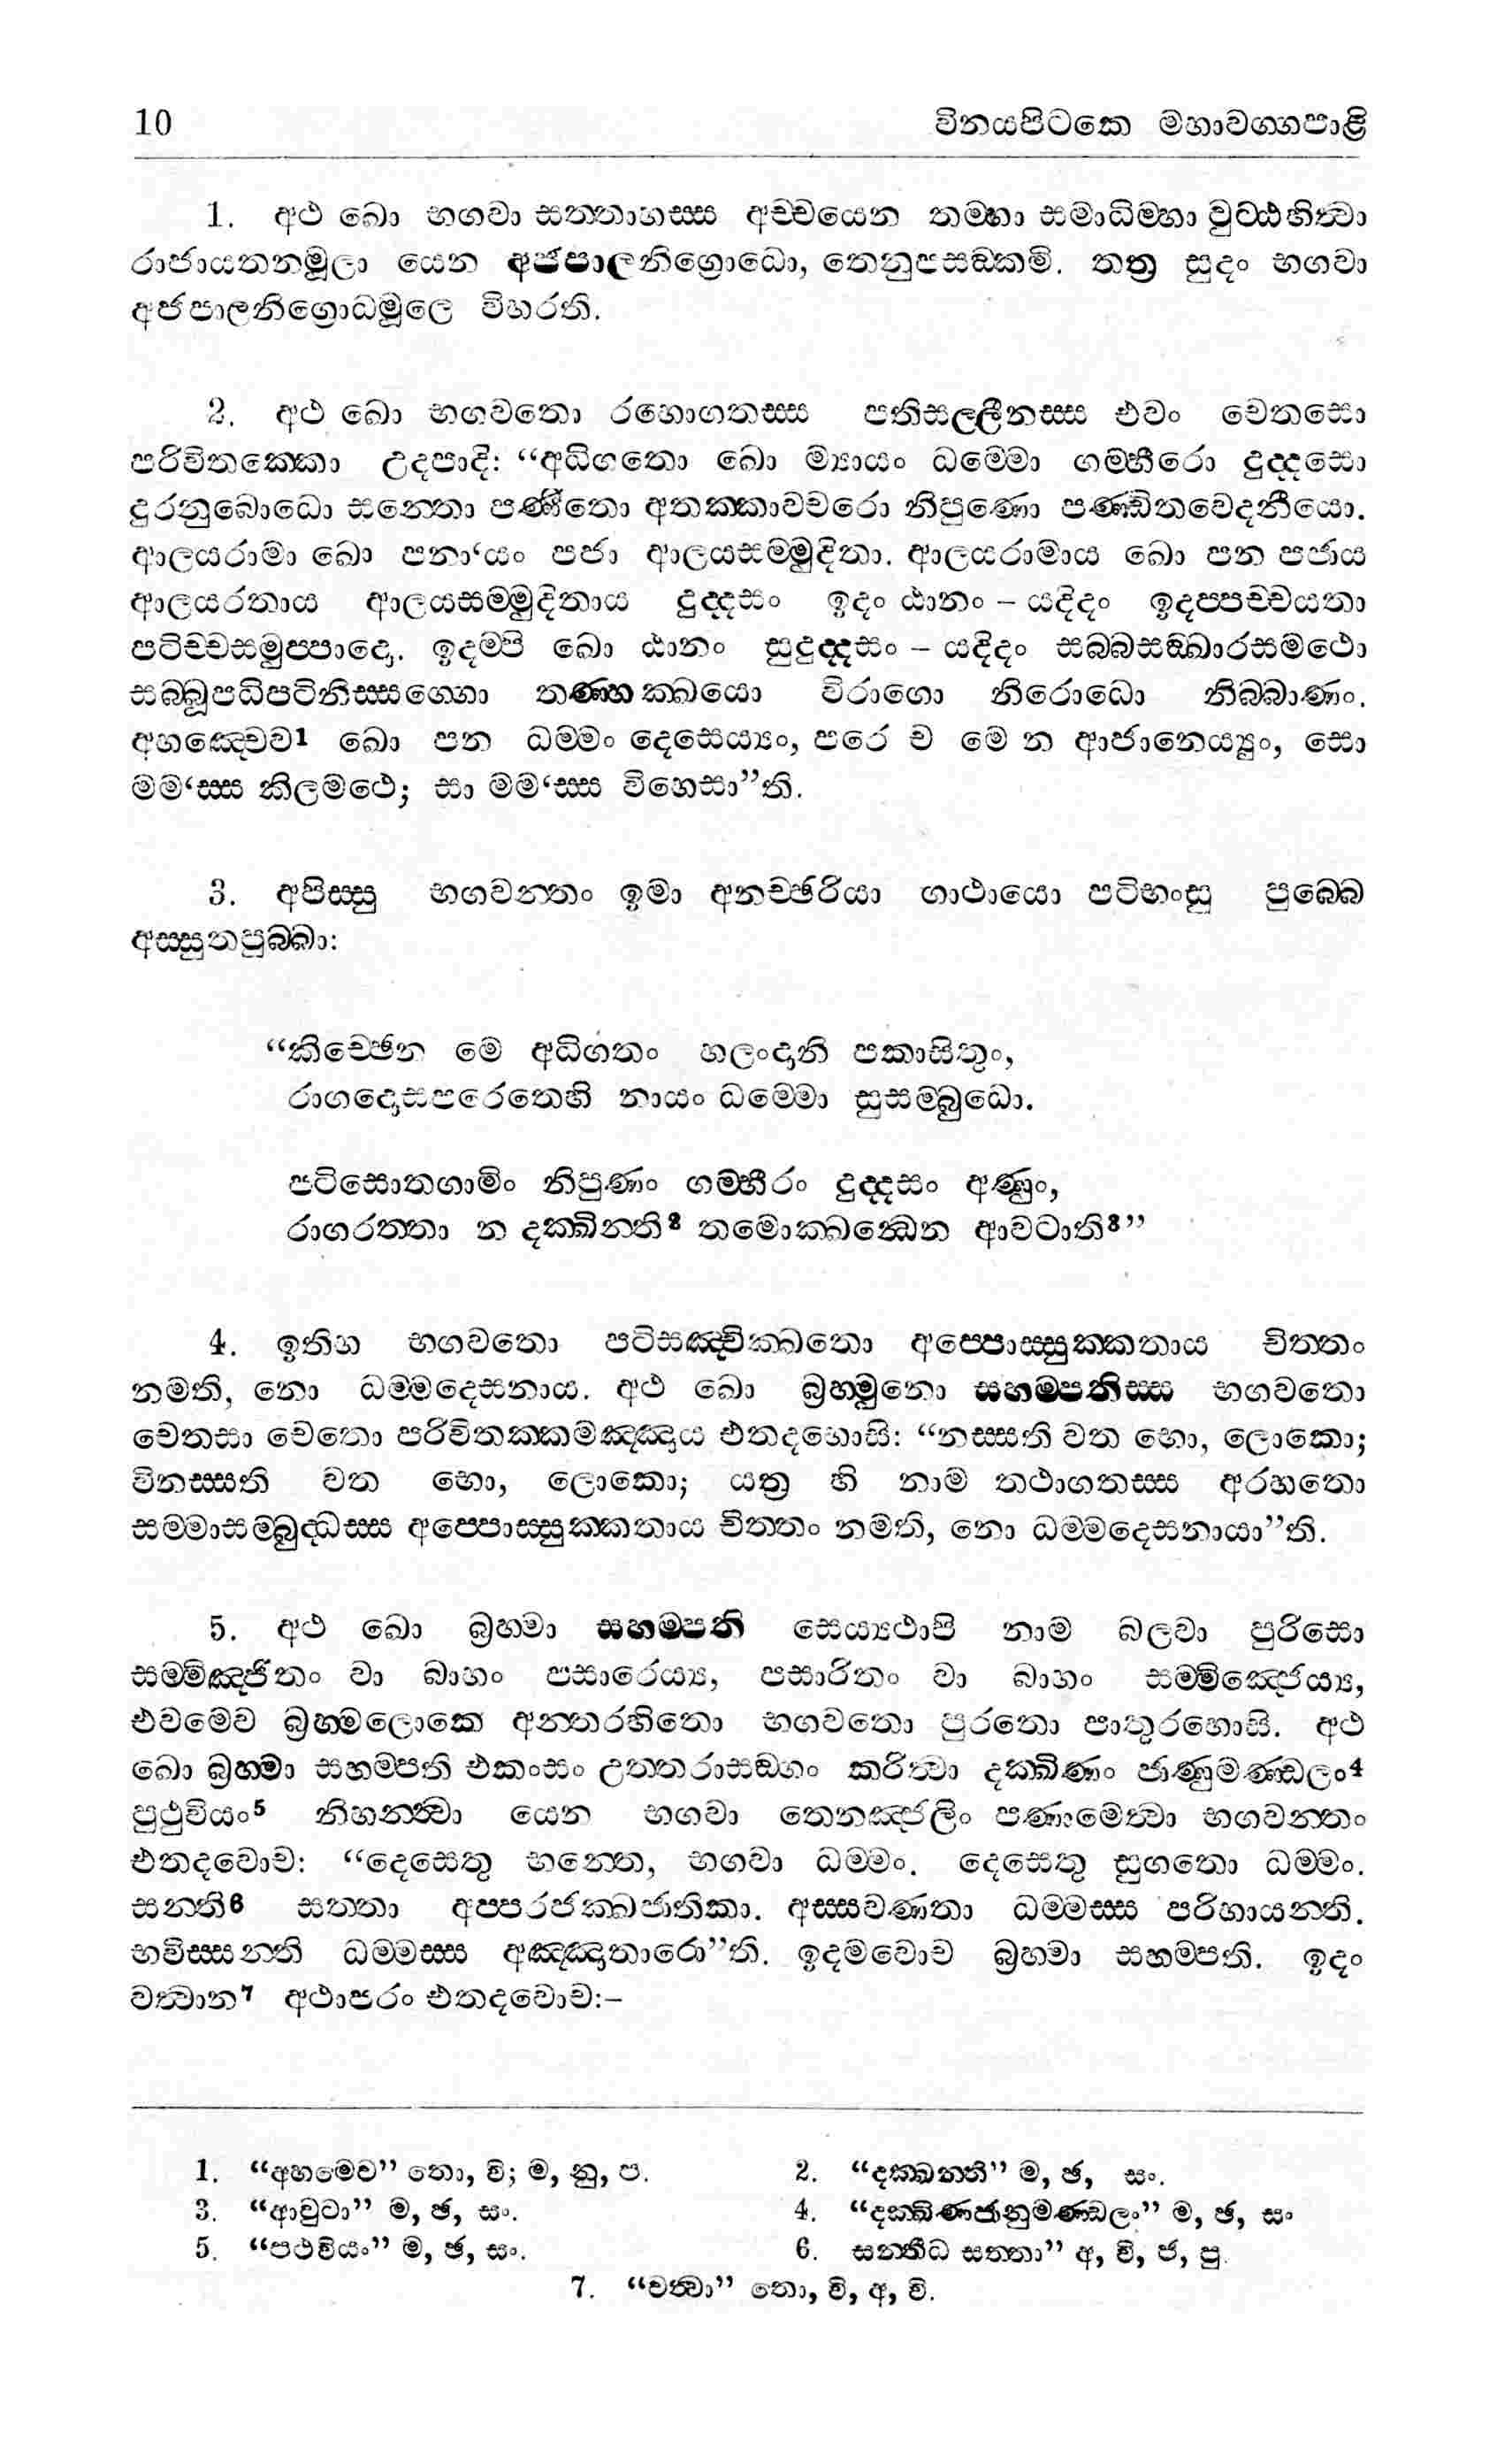 10 විනයපිටකෙ මහාවග්ගපාළි
1. අථ ඛො භගවා සත්තාහස්ස අච්චයෙන තම්හා සමාධිම්හා වුට්ඨහිත්වා
රාජායතනමූලා යෙන අජපාලනිග්‍රොධො, තෙනුපසඞ්කමි. තත්‍ර සුදං භගවා
අජපාලනිග්‍රොධමූලෙ විහරති.
2. අථ ඛො භගවතො රහොගතස්ස පතිසල්ලීනස්ස එවං චෙතසො
පරිවිතක්කො උදපාදි: “අධිගතො ඛො ම්‍යායං ධම්මො ගම්භීරො දුද්දසො
දුරනුබොධො සන්තො පණීතො අතක්කාවචරො නිපුණො පණ්ඩිතවෙදනීයො.
ආලයරාමා ඛො පනා‘යං පජා ආලයසම්මුදිතා. ආලයරාමාය ඛො පන පජාය
ආලයරතාය ආලයසම්මුදිතාය දුද්දසං ඉදං ඨානං – යදිදං ඉදප්පච්චයතා
පටිච්චසමුප්පාදො. ඉදම්පි ඛො ඨානං සුදුද්දසං – යදිදං සබ්බසඞ්ඛාරසමථො
සබ්බූපධිපටිනිස්සග්ගො තණ්හක්ඛයො විරාගො නිරොධො නිබ්බාණං.
අහඤ්චෙව1 ඛො පන ධම්මං දෙසෙය්‍යං, පරෙ ච මෙ න ආජානෙය්‍යුං, සො
මම‘ස්ස කිලමථෙ; සා මම‘ස්ස විහෙසා”ති.
3. අපිස්සු භගවන්තං ඉමා අනච්ඡරියා ගාථායො පටිභංසු පුබ්බෙ
අස්සුතපුබ්බා:
“කිච්ඡෙන මෙ අධිගතං හලංදානි පකාසිතුං,
රාගදොසපරෙතෙහි නායං ධම්මො සුසම්බුධො.
පටිසොතගාමිං නිපුණං ගම්භීරං දුද්දසං අණුං,
රාගරත්තා න දක්ඛින්ති2 තමොක්ඛන්ධෙන ආවටාති3”
4. ඉතිහ භගවතො පටිසඤ්චික්ඛතො අප්පොස්සුක්කතාය චිත්තං
නමති, නො ධම්මදෙසනාය. අථ ඛො බ්‍රහ්මුනො සහම්පතිස්ස භගවතො
චෙතසා චෙතො පරිවිතක්කමඤ්ඤාය එතදහොසි: “නස්සති වත භො, ලොකො;
විනස්සති වත භො, ලොකො; යත්‍ර හි නාම තථාගතස්ස අරහතො
සම්මාසම්බුද්ධස්ස අප්පොස්සුක්කතාය චිත්තං නමති, නො ධම්මදෙසනායා”ති.
5. අථ ඛො බ්‍රහ්මා සහම්පති සෙය්‍යථාපි නාම බලවා පුරිසො
සම්මිඤ්ජිතං වා බාහං පසාරෙය්‍ය, පසාරිතං වා බාහං සම්මිඤ්ජෙය්‍ය,
එවමෙව බ්‍රහ්මලොකෙ අන්තරහිතො භගවතො පුරතො පාතුරහොසි. අථ
ඛො බ්‍රහ්මා සහම්පති එකංසං උත්තරාසඞ්ගං කරිත්වා දක්ඛිණං ජාණුමණ්ඩලං4
පුථුවියං5 නිහන්ත්වා යෙන භගවා තෙනඤ්ජලිං පණාමෙත්වා භගවන්තං
එතදවොච: “දෙසෙතු භන්තෙ, භගවා ධම්මං. දෙසෙතු සුගතො ධම්මං.
සන්ති6 සත්තා අප්පරජක්ඛජාතිකා. අස්සවණතා ධම්මස්ස පරිහායන්ති.
භවිස්සන්ති ධම්මස්ස අඤ්ඤාතාරො”ති. ඉදමවොච බ්‍රහ්මා සහම්පති. ඉදං
වත්වාන7 අථාපරං එතදවොච:–
1. “අහමෙව” තො, වි; ම, නු, ප. 2. “දක්ඛන්ති” ම, ඡ, සං.
3. “ආවුටා” ම, ඡ, සං. 4. “දක්ඛිණජානුමණ්ඩලං” ම, ඡ, සං
5. “පථවියං” ම, ඡ, සං. 6. සන්තීධ සත්තා” අ, වි, ජ, පු.
7. “වත්වා” තො, වි, අ, වි.